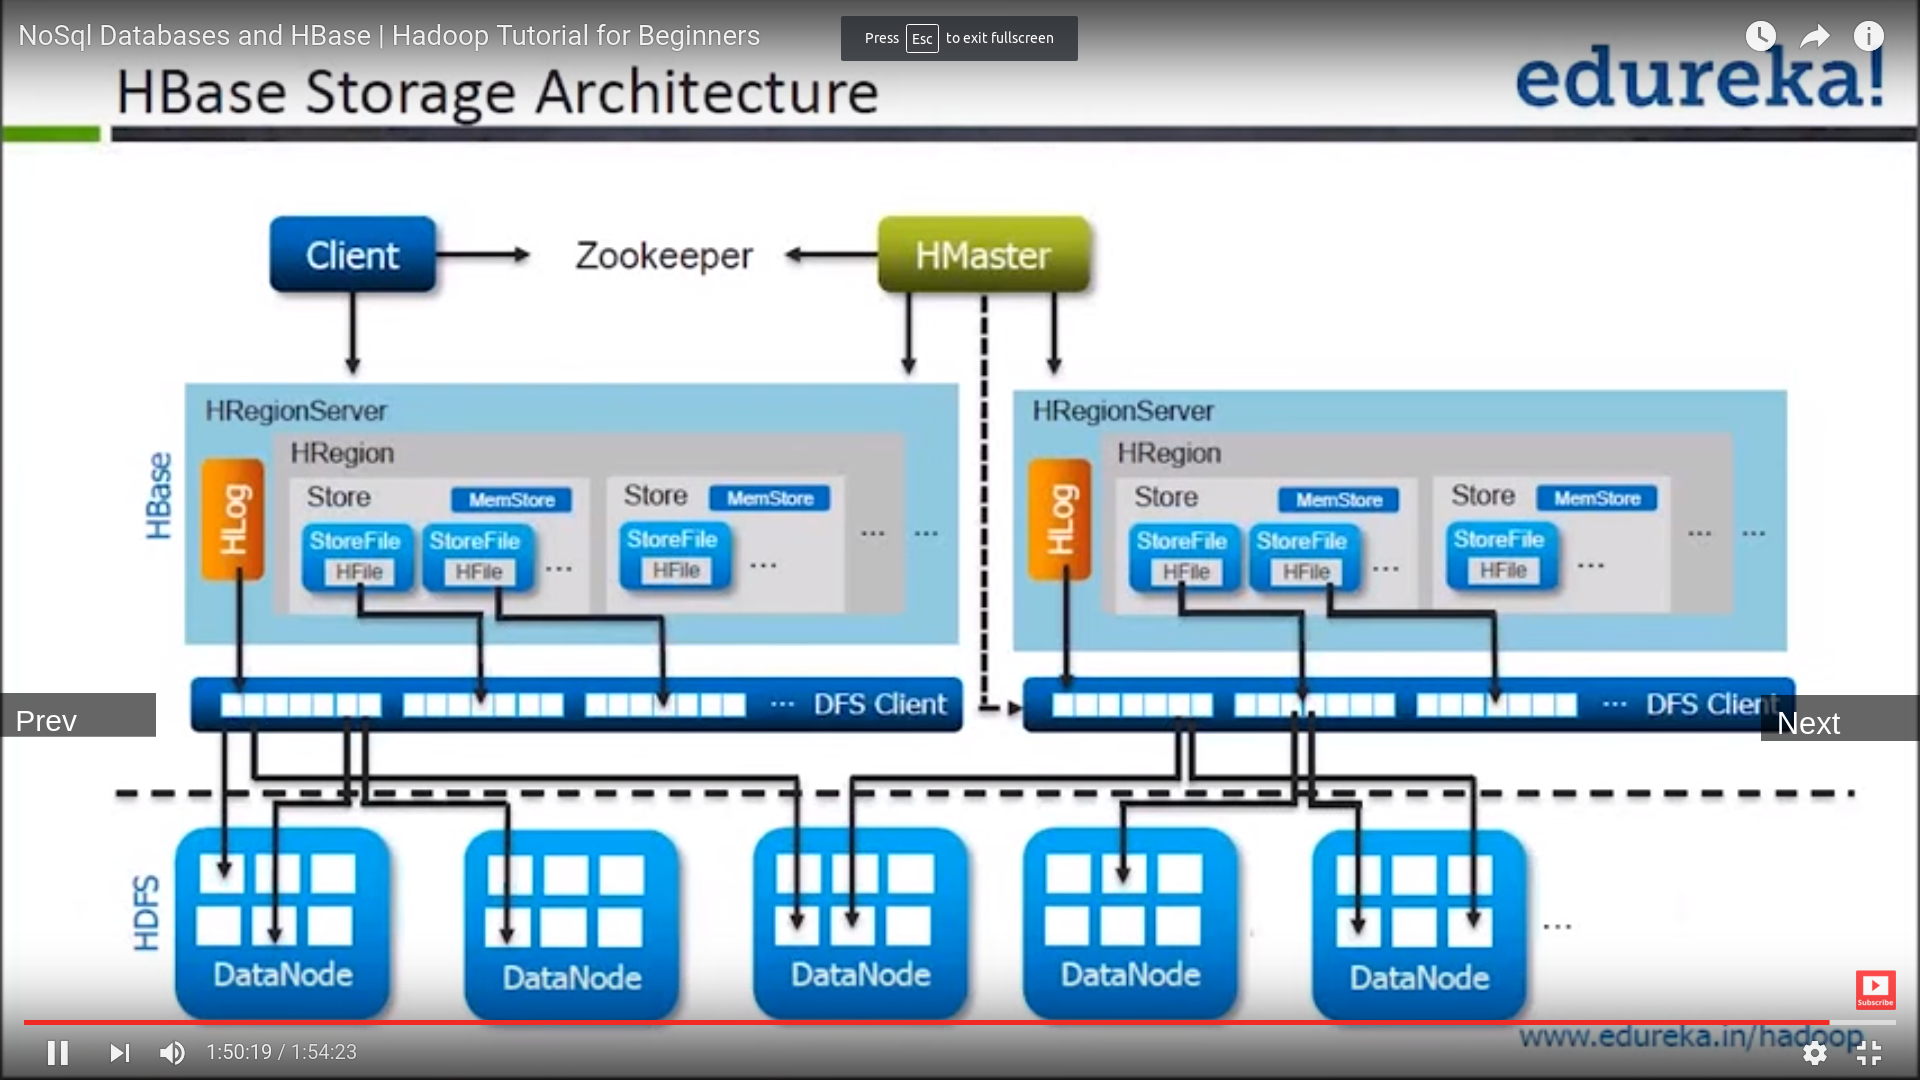 NoSql Databases and HBase | Hadoop Tutorial for Beginners
Press Esc to exit fullscreen
HBase Storage Architecture
edureka!
Client
Zookeeper
HMaster
HBase
HRegionServer
HRegion
HLog
Store
MemStore
StoreFile
HFile
StoreFile
HFile
...
Store
MemStore
StoreFile
HFile
...
...
...
HRegionServer
HRegion
HLog
Store
MemStore
StoreFile
HFile
StoreFile
HFile
...
Store
MemStore
StoreFile
HFile
...
...
...
... DFS Client
... DFS Client
Prev
Next
HDFS
DataNode
DataNode
DataNode
DataNode
DataNode
...
Subscribe
www.edureka.in/hadoop
1:50:19 / 1:54:23